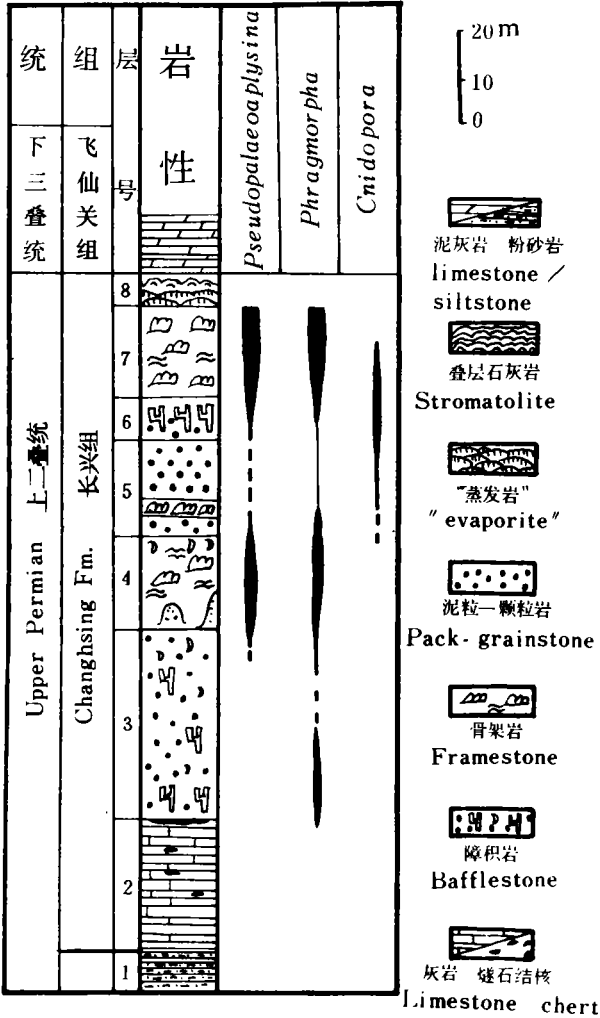 统 组 层号 岩性 Pseudopalaeoaplysina Phragmorpha Cnidopora
下三叠统 飞仙关组
上二叠统 Upper Permian
长兴组 Changhsing Fm.
8
7
6
5
4
3
2
1
20m
10
0
泥灰岩 粉砂岩
limestone /
siltstone
叠层石灰岩
Stromatolite
"蒸发岩"
"evaporite"
泥粒—颗粒岩
Pack-grainstone
骨架岩
Framestone
障积岩
Bafflestone
灰岩 燧石结核
Limestone chert